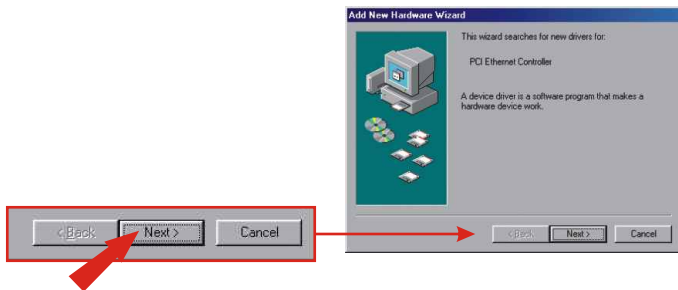 Add New Hardware Wizard
This wizard searches for new drivers for:
PCI Ethernet Controller
A device driver is a software program that makes a
hardware device work.
< Back Next > Cancel
< Back Next > Cancel